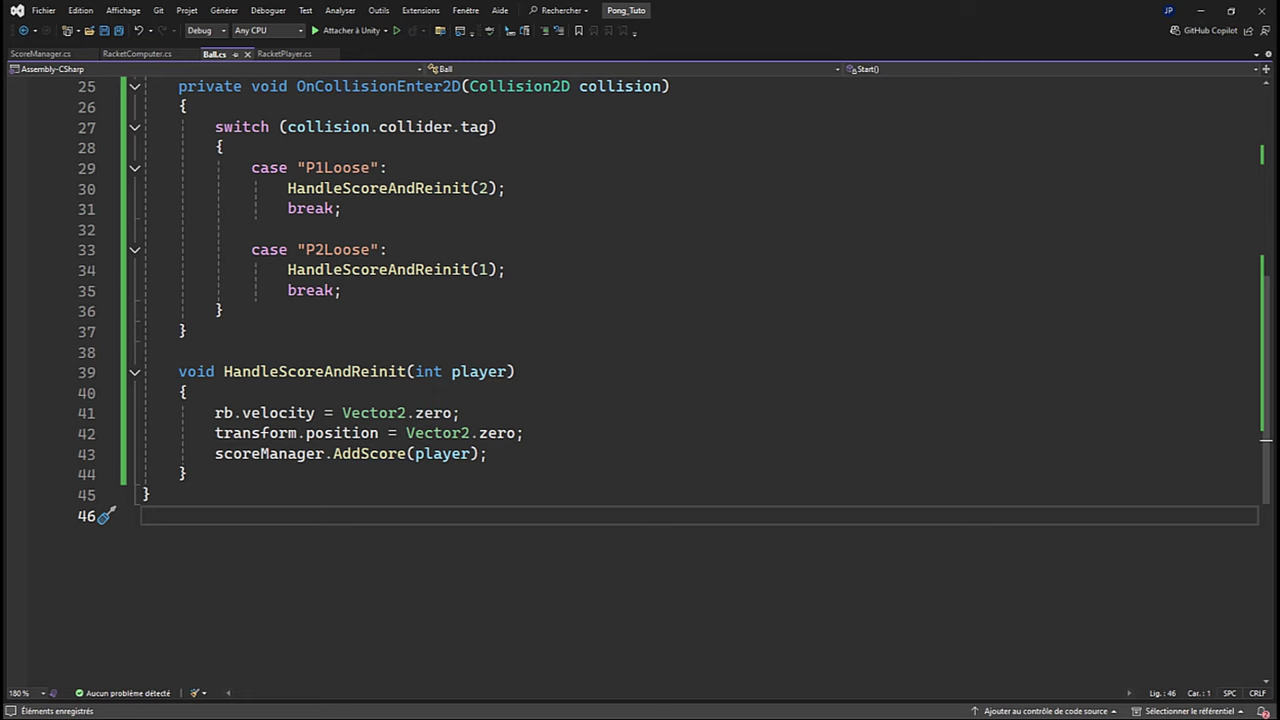 Fichier Edition Affichage Git Projet Générer Déboguer Test Analyser Outils Extensions Fenêtre Aide Rechercher Pong_Tuto JP
Debug Any CPU Attacher à Unity GitHub Copilot
ScoreManager.cs RacketComputer.cs Ball.cs RacketPlayer.cs
Assembly-CSharp Ball Start()
25 private void OnCollisionEnter2D(Collision2D collision)
26 {
27 switch (collision.collider.tag)
28 {
29 case "P1Loose":
30 HandleScoreAndReinit(2);
31 break;
32
33 case "P2Loose":
34 HandleScoreAndReinit(1);
35 break;
36 }
37 }
38
39 void HandleScoreAndReinit(int player)
40 {
41 rb.velocity = Vector2.zero;
42 transform.position = Vector2.zero;
43 scoreManager.AddScore(player);
44 }
45 }
46
180 % Aucun problème détecté Lig. : 46 Car. : 1 SPC CRLF
Éléments enregistrés Ajouter au contrôle de code source Sélectionner le référentiel 2